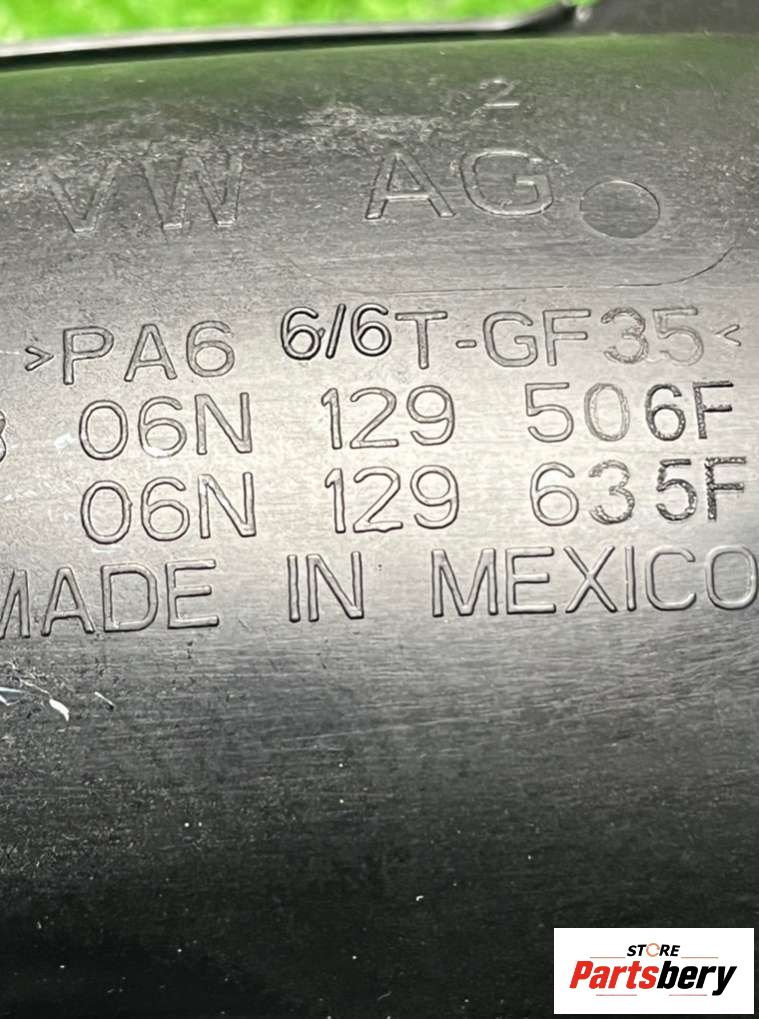 2
VW AG
>PA6 6/6T-GF35<
06N 129 506F
06N 129 635F
MADE IN MEXICO
STORE
Partsbery